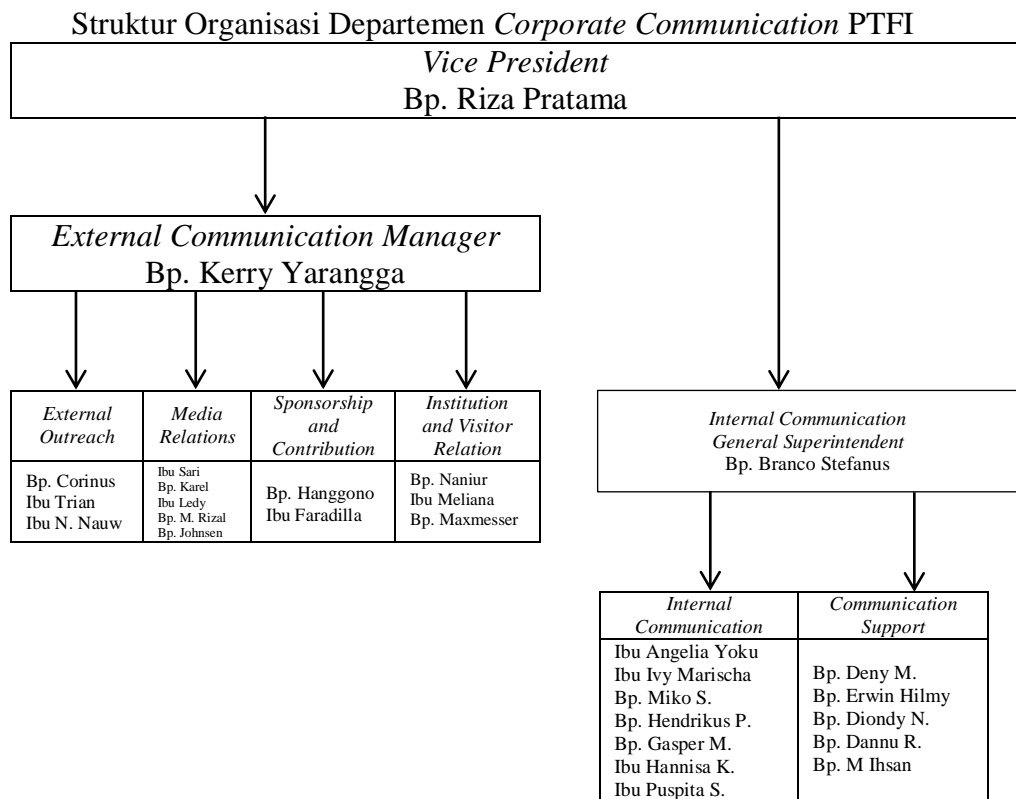 Struktur Organisasi Departemen Corporate Communication PTFI
Vice President
Bp. Riza Pratama
External Communication Manager
Bp. Kerry Yarangga
External
Outreach
Bp. Corinus
Ibu Trian
Ibu N. Nauw
Media
Relations
Ibu Sari
Bp. Karel
Ibu Ledy
Bp. M. Rizal
Bp. Johnsen
Sponsorship
and
Contribution
Bp. Hanggono
Ibu Faradilla
Institution
and Visitor
Relation
Bp. Naniur
Ibu Meliana
Bp. Maxmesser
Internal Communication
General Superintendent
Bp. Branco Stefanus
Internal
Communication
Ibu Angelia Yoku
Ibu Ivy Marischa
Bp. Miko S.
Bp. Hendrikus P.
Bp. Gasper M.
Ibu Hannisa K.
Ibu Puspita S.
Communication
Support
Bp. Deny M.
Bp. Erwin Hilmy
Bp. Diondy N.
Bp. Dannu R.
Bp. M Ihsan